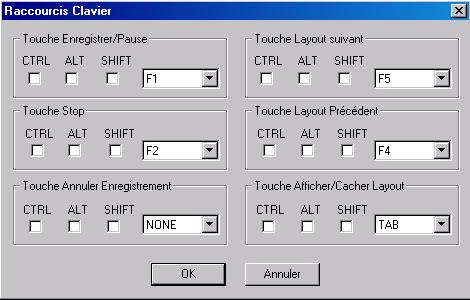 Raccourcis Clavier
Touche Enregistrer/Pause
CTRL ALT SHIFT
F1
Touche Layout suivant
CTRL ALT SHIFT
F5
Touche Stop
CTRL ALT SHIFT
F2
Touche Layout Précédent
CTRL ALT SHIFT
F4
Touche Annuler Enregistrement
CTRL ALT SHIFT
NONE
Touche Afficher/Cacher Layout
CTRL ALT SHIFT
TAB
OK
Annuler